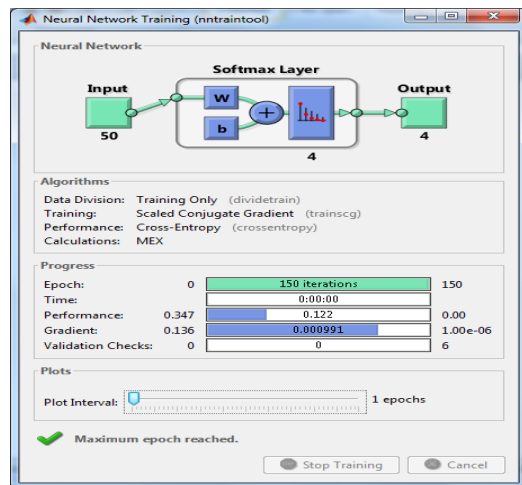 Neural Network Training (nntraintool)
Neural Network
Softmax Layer
Input
Output
W
b
+
50
4
4
Algorithms
Data Division: Training Only (dividetrain)
Training: Scaled Conjugate Gradient (trainscg)
Performance: Cross-Entropy (crossentropy)
Calculations: MEX
Progress
Epoch: 0 150 iterations 150
Time: 0:00:00
Performance: 0.347 0.122 0.00
Gradient: 0.136 0.000991 1.00e-06
Validation Checks: 0 0 6
Plots
Plot Interval: 1 epochs
Maximum epoch reached.
Stop Training Cancel